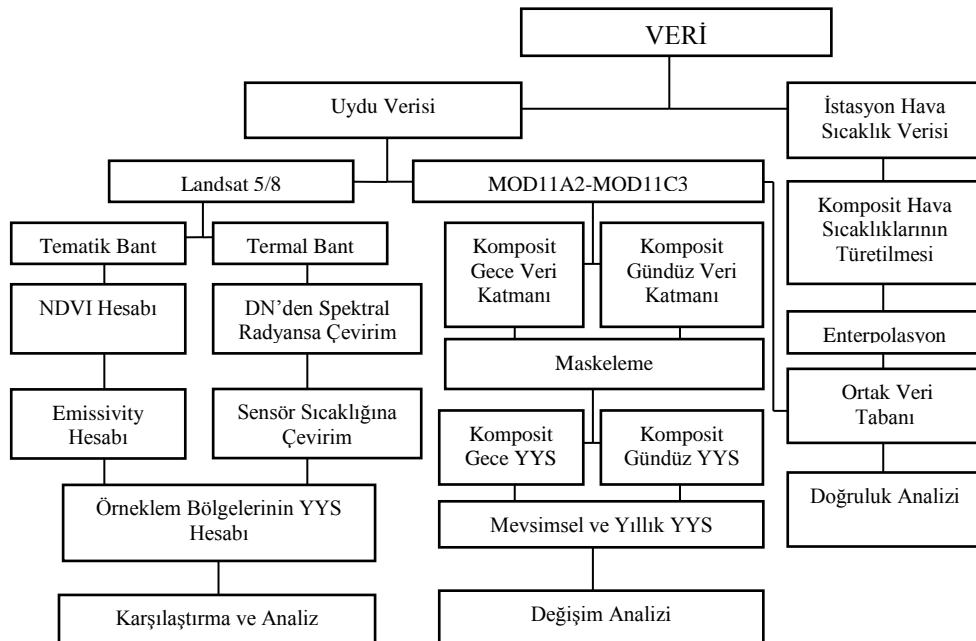 VERİ
Uydu Verisi
İstasyon Hava
Sıcaklık Verisi
Landsat 5/8
MOD11A2-MOD11C3
Komposit Hava
Sıcaklıklarının
Türetilmesi
Tematik Bant
Termal Bant
Komposit
Gece Veri
Katmanı
Komposit
Gündüz Veri
Katmanı
NDVI Hesabı
DN’den Spektral
Radyansa Çevirim
Enterpolasyon
Maskeleme
Ortak Veri
Tabanı
Emissivity
Hesabı
Sensör Sıcaklığına
Çevirim
Komposit
Gece YYS
Komposit
Gündüz YYS
Doğruluk Analizi
Örneklem Bölgelerinin YYS
Hesabı
Mevsimsel ve Yıllık YYS
Karşılaştırma ve Analiz
Değişim Analizi